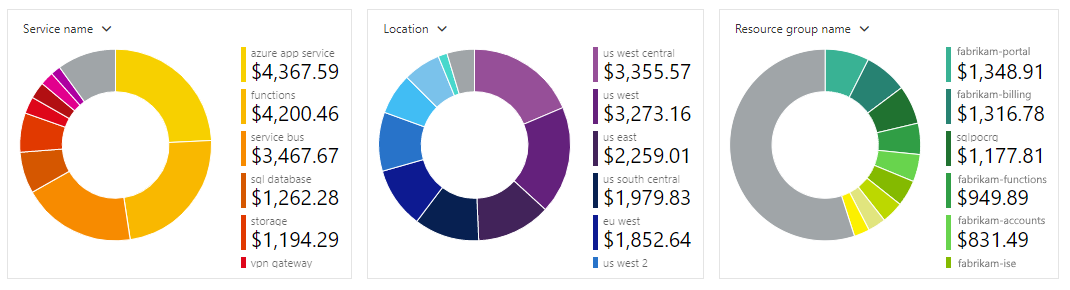 Service name
azure app service
$4,367.59
functions
$4,200.46
service bus
$3,467.67
sql database
$1,262.28
storage
$1,194.29
vpn gateway
Location
us west central
$3,355.57
us west
$3,273.16
us east
$2,259.01
us south central
$1,979.83
eu west
$1,852.64
us west 2
Resource group name
fabrikam-portal
$1,348.91
fabrikam-billing
$1,316.78
sqlpocrg
$1,177.81
fabrikam-functions
$949.89
fabrikam-accounts
$831.49
fabrikam-ise